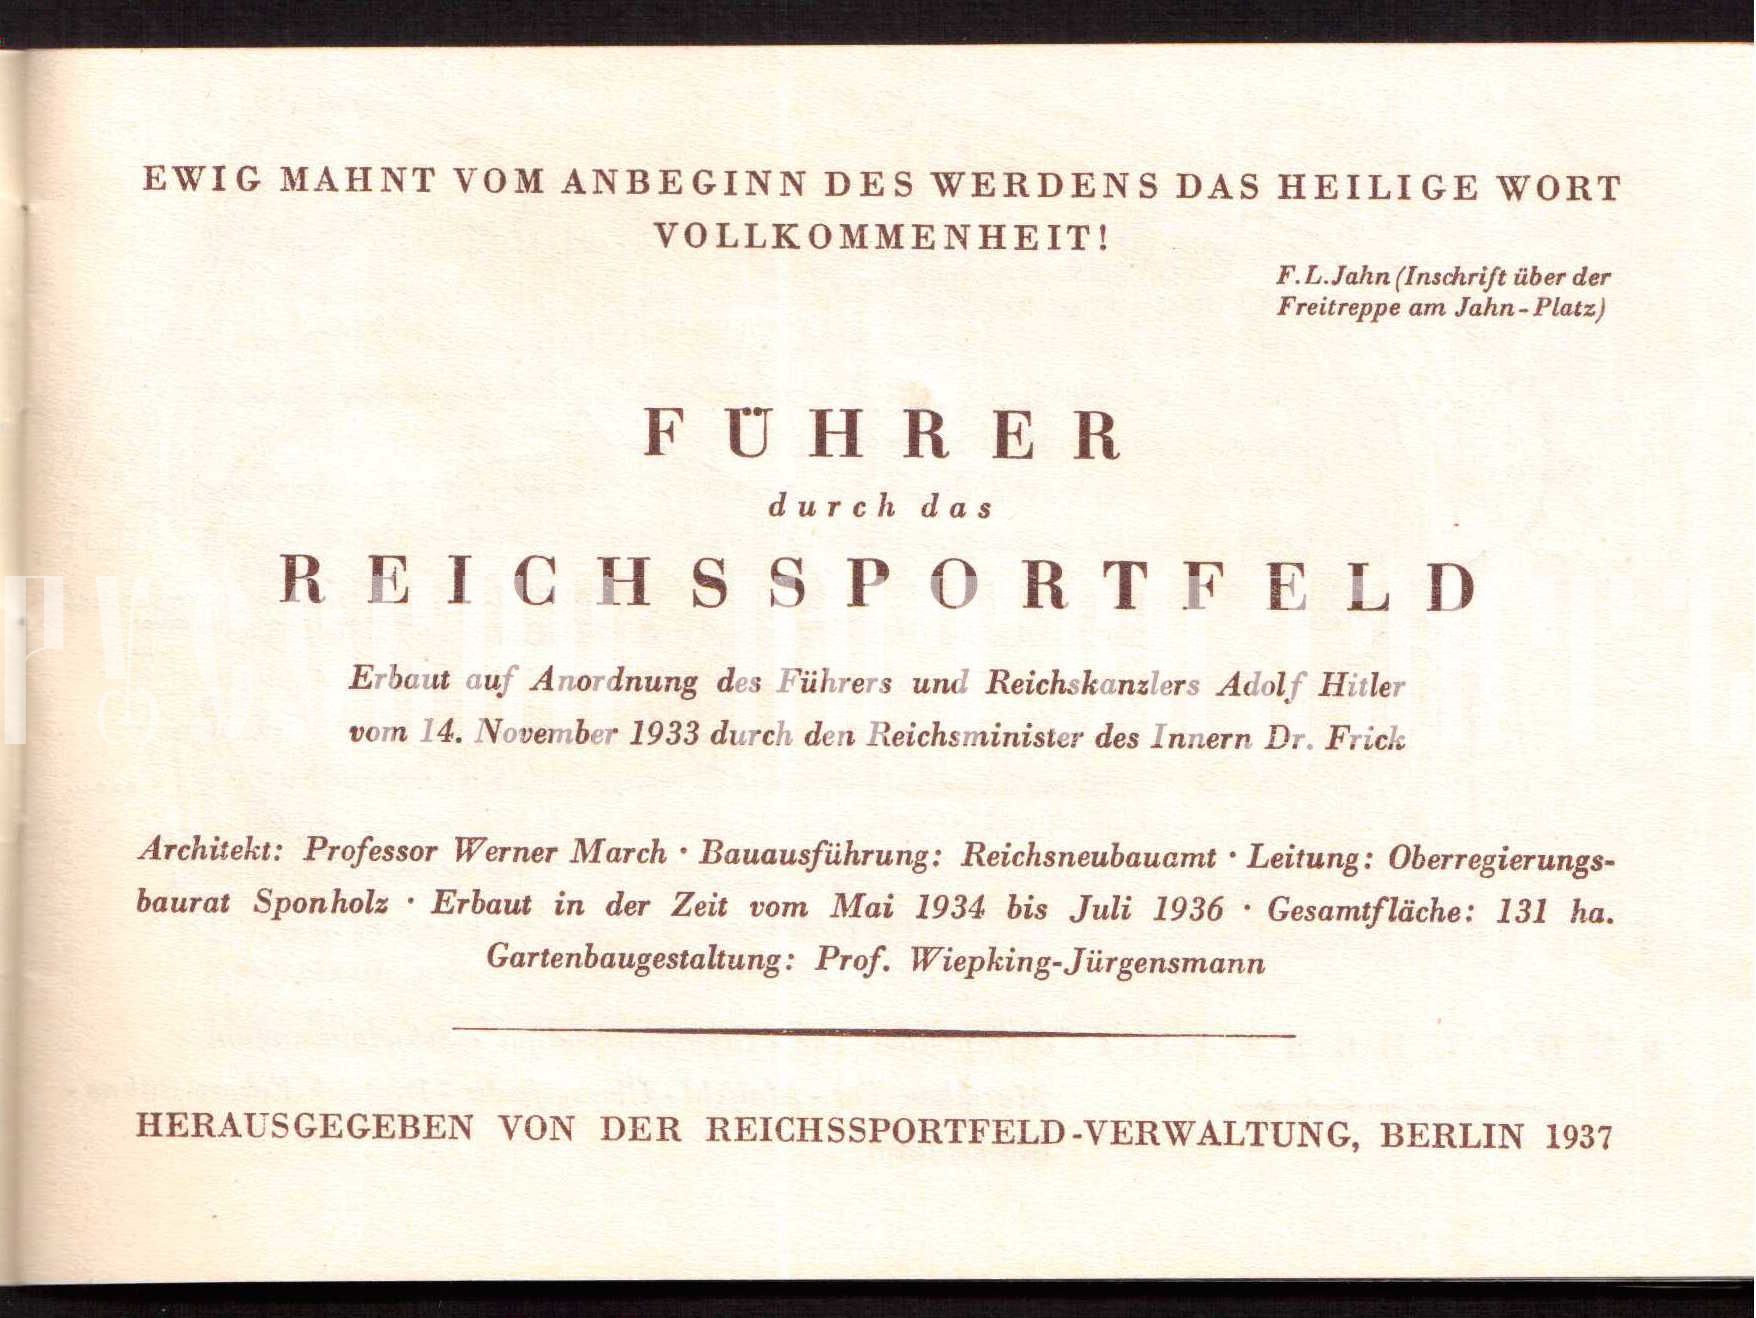 EWIG MAHNT VOM ANBEGINN DES WERDENS DAS HEILIGE WORT
VOLLKOMMENHEIT!
F.L.Jahn (Inschrift über der
Freitreppe am Jahn-Platz)
FÜHRER
durch das
REICHSSPORTFELD
Erbaut auf Anordnung des Führers und Reichskanzlers Adolf Hitler
vom 14. November 1933 durch den Reichsminister des Innern Dr. Frick
Architekt: Professor Werner March · Bauausführung: Reichsneubauamt · Leitung: Oberregierungs-
baurat Sponholz · Erbaut in der Zeit vom Mai 1934 bis Juli 1936 · Gesamtfläche: 131 ha.
Gartenbaugestaltung: Prof. Wiepking-Jürgensmann
HERAUSGEGEBEN VON DER REICHSSPORTFELD-VERWALTUNG, BERLIN 1937